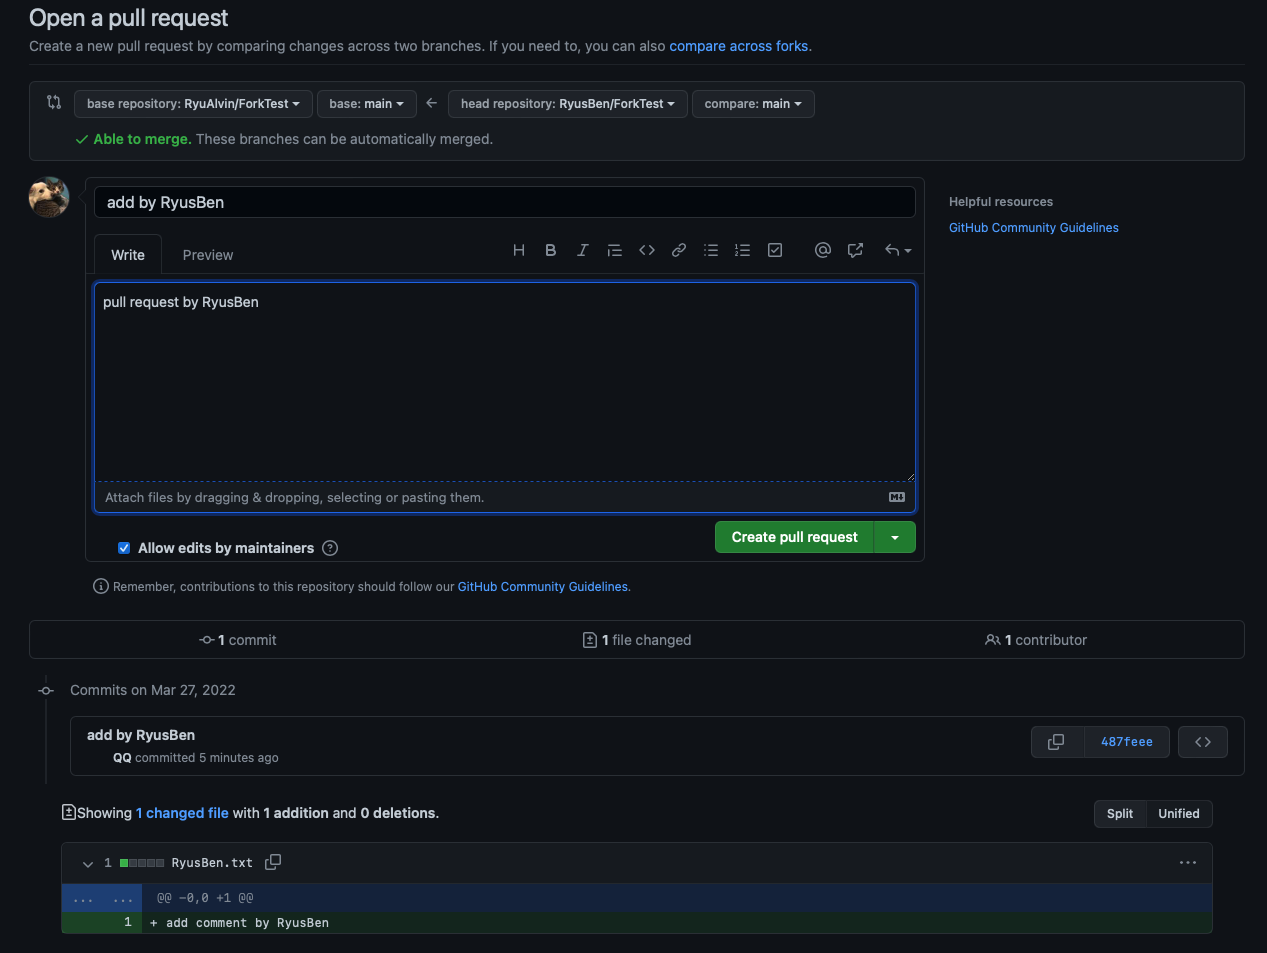 Open a pull request
Create a new pull request by comparing changes across two branches. If you need to, you can also compare across forks.
base repository: RyuAlvin/ForkTest base: main ← head repository: RyusBen/ForkTest compare: main
✓ Able to merge. These branches can be automatically merged.
add by RyusBen
Helpful resources
GitHub Community Guidelines
Write Preview
pull request by RyusBen
Attach files by dragging & dropping, selecting or pasting them.
Allow edits by maintainers
Create pull request
Remember, contributions to this repository should follow our GitHub Community Guidelines.
1 commit 1 file changed 1 contributor
Commits on Mar 27, 2022
add by RyusBen
QQ committed 5 minutes ago
487feee
Showing 1 changed file with 1 addition and 0 deletions.
Split Unified
1 RyusBen.txt
... ... @@ -0,0 +1 @@
1 + add comment by RyusBen